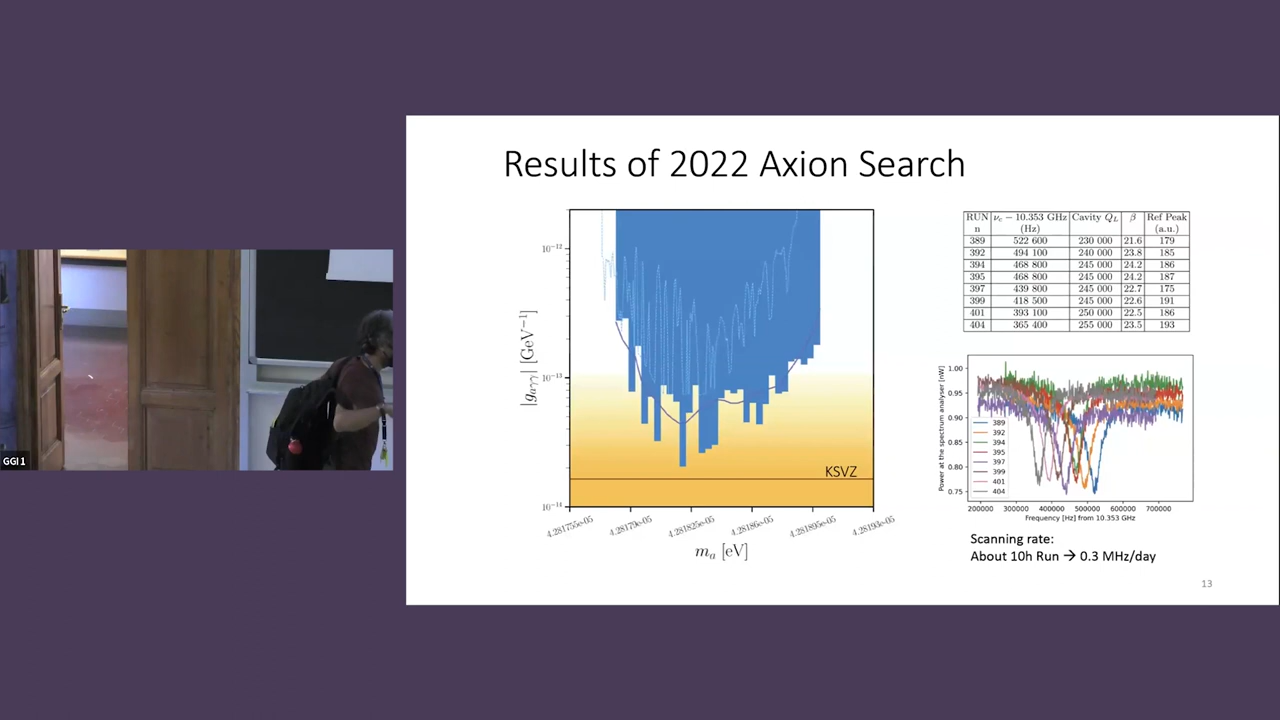 Results of 2022 Axion Search
10⁻¹²
10⁻¹³
10⁻¹⁴
|g_{aγγ}| [GeV⁻¹]
KSVZ
4.281755e-05
4.28179e-05
4.281825e-05
4.28186e-05
4.281895e-05
4.28193e-05
m_a [eV]
RUN ν_c − 10.353 GHz Cavity Q_L β Ref Peak
n (Hz) (a.u.)
389 522 600 230 000 21.6 179
392 494 100 240 000 23.8 185
394 468 800 245 000 24.2 186
395 468 800 245 000 24.2 187
397 439 800 245 000 22.7 175
399 418 500 245 000 22.6 191
401 393 100 250 000 22.5 186
404 365 400 255 000 23.5 193
Power at the spectrum analyser [nW]
1.00
0.95
0.90
0.85
0.80
0.75
389
392
394
395
397
399
401
404
200000 300000 400000 500000 600000 700000
Frequency [Hz] from 10.353 GHz
Scanning rate:
About 10h Run → 0.3 MHz/day
13
GGI 1